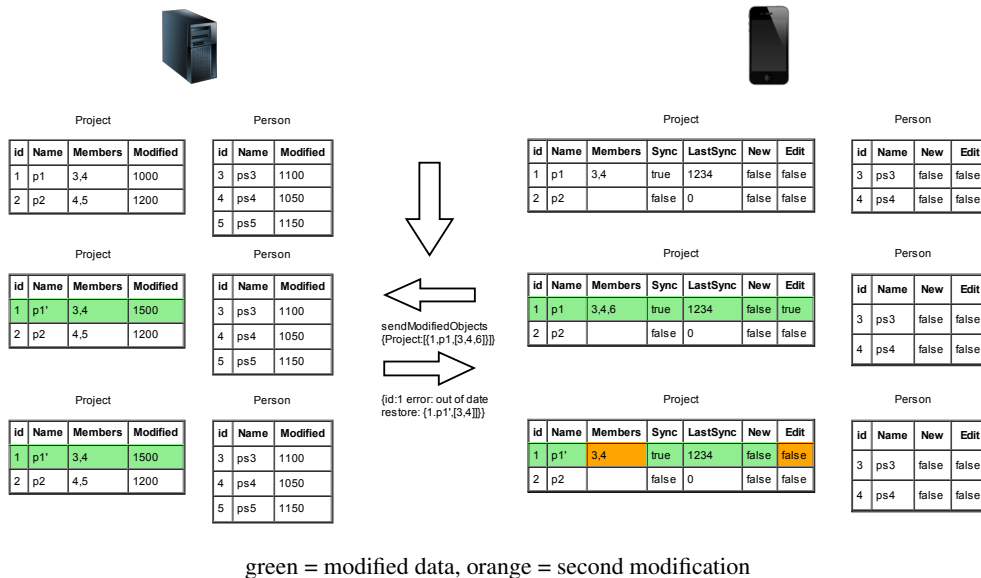 Project Person Project Person
id Name Members Modified id Name Modified id Name Members Sync LastSync New Edit id Name New Edit
1 p1 3,4 1000 3 ps3 1100 1 p1 3,4 true 1234 false false 3 ps3 false false
2 p2 4,5 1200 4 ps4 1050 2 p2 false 0 false false 4 ps4 false false
5 ps5 1150
Project Person Project Person
id Name Members Modified id Name Modified id Name Members Sync LastSync New Edit id Name New Edit
1 p1' 3,4 1500 3 ps3 1100 1 p1 3,4,6 true 1234 false true 3 ps3 false false
2 p2 4,5 1200 4 ps4 1050 2 p2 false 0 false false 4 ps4 false false
5 ps5 1150
sendModifiedObjects
{Project:[{1,p1,[3,4,6]}]}
{id:1 error: out of date
restore: {1.p1',[3,4]]}}
Project Person Project Person
id Name Members Modified id Name Modified id Name Members Sync LastSync New Edit id Name New Edit
1 p1' 3,4 1500 3 ps3 1100 1 p1' 3,4 true 1234 false false 3 ps3 false false
2 p2 4,5 1200 4 ps4 1050 2 p2 false 0 false false 4 ps4 false false
5 ps5 1150
green = modified data, orange = second modification